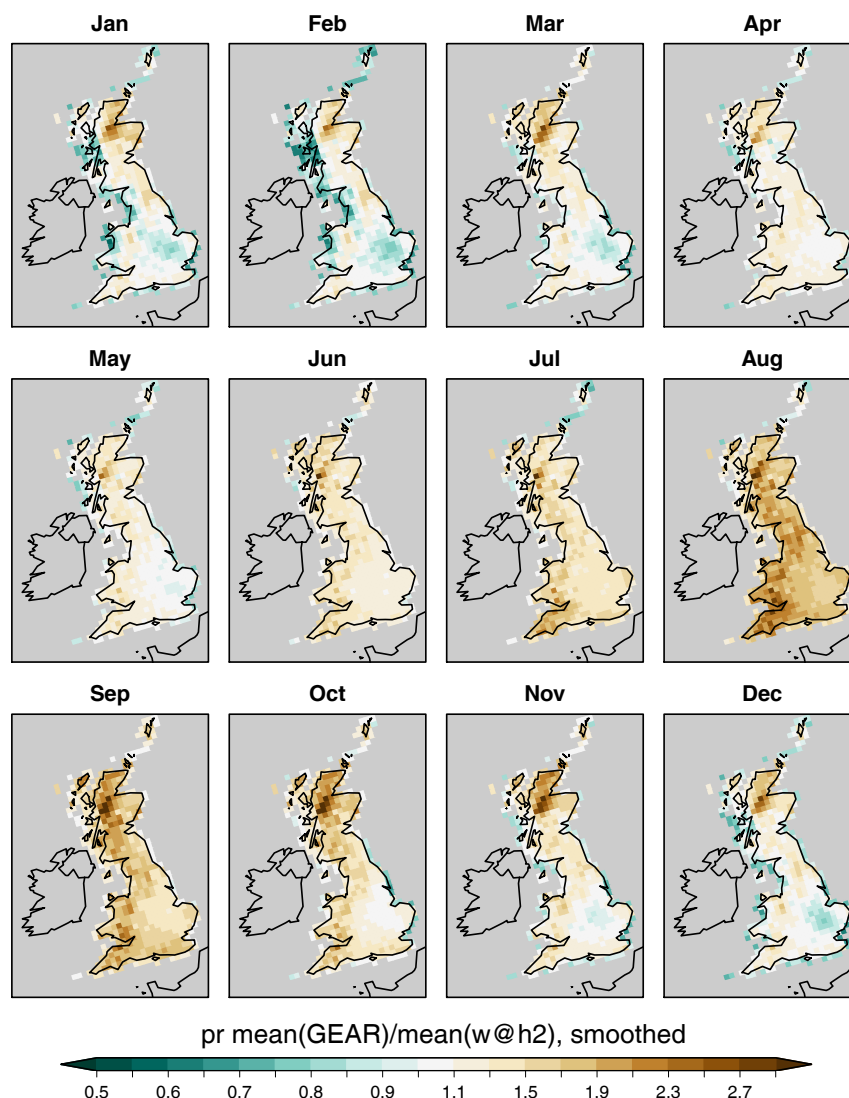 Jan Feb Mar Apr
May Jun Jul Aug
Sep Oct Nov Dec
pr mean(GEAR)/mean(w@h2), smoothed
0.5 0.6 0.7 0.8 0.9 1.1 1.5 1.9 2.3 2.7